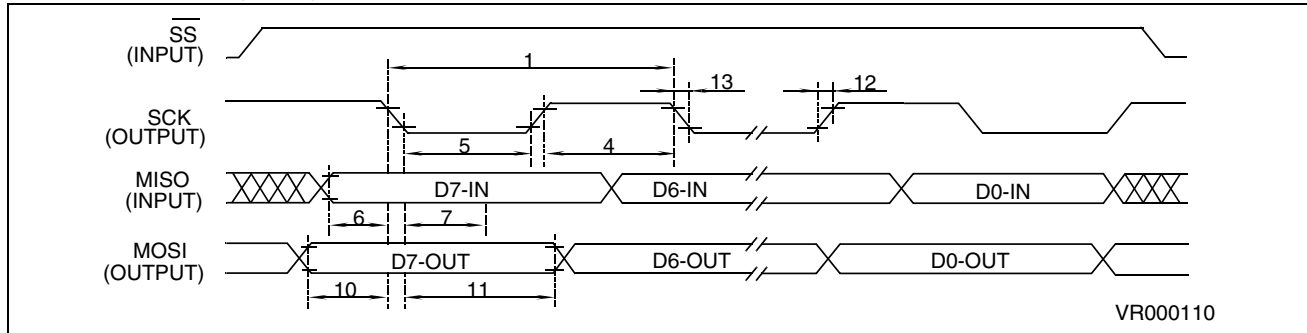 SS
(INPUT)
1
13
12
SCK
(OUTPUT)
5
4
MISO
(INPUT)
D7-IN
D6-IN
D0-IN
6
7
MOSI
(OUTPUT)
D7-OUT
D6-OUT
D0-OUT
10
11
VR000110